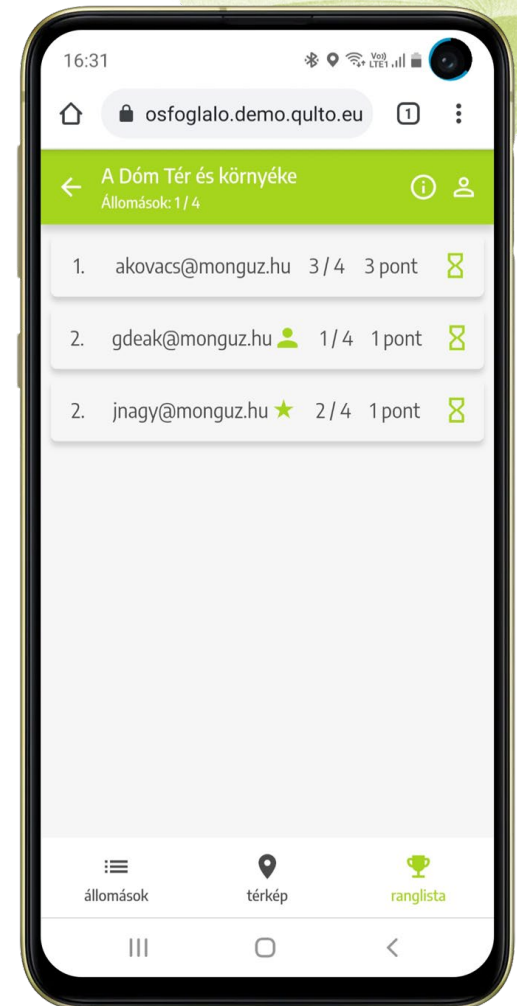 16:31 Vo)) LTE1
osfoglalo.demo.qulto.eu 1
A Dóm Tér és környéke
Állomások: 1 / 4
1. akovacs@monguz.hu 3 / 4 3 pont
2. gdeak@monguz.hu 1 / 4 1 pont
2. jnagy@monguz.hu 2 / 4 1 pont
állomások térkép ranglista